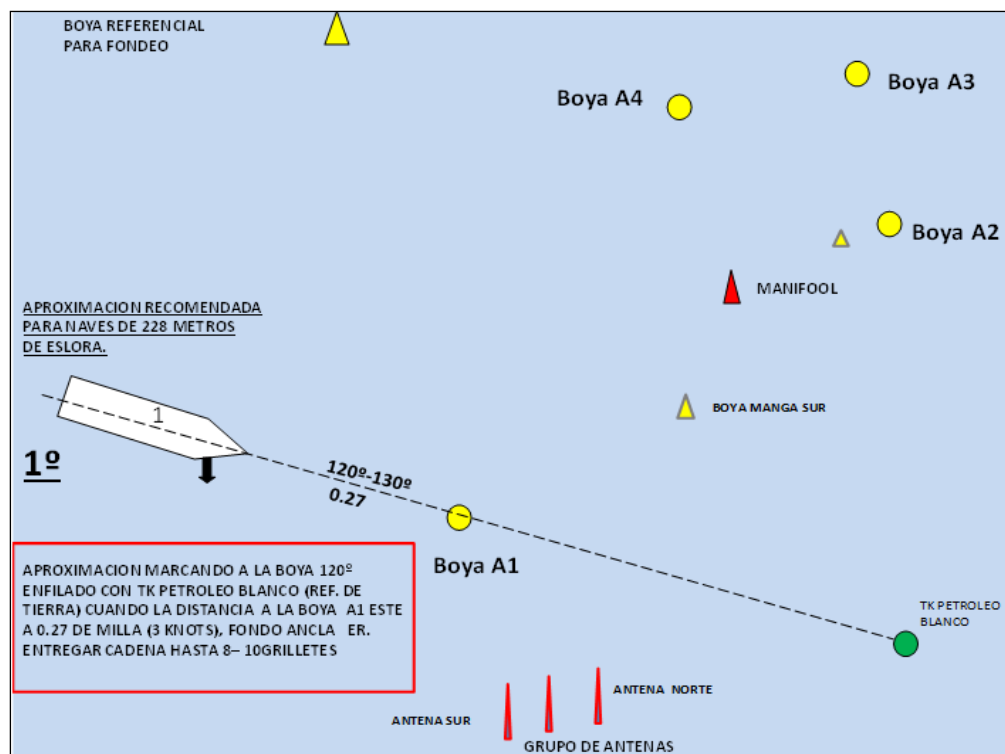 BOYA REFERENCIAL
PARA FONDEO
Boya A4
Boya A3
Boya A2
MANIFOOL
APROXIMACION RECOMENDADA
PARA NAVES DE 228 METROS
DE ESLORA.
BOYA MANGA SUR
1
1º
120º-130º
0.27
Boya A1
APROXIMACION MARCANDO A LA BOYA 120º
ENFILADO CON TK PETROLEO BLANCO (REF. DE
TIERRA) CUANDO LA DISTANCIA A LA BOYA A1 ESTE
A 0.27 DE MILLA (3 KNOTS), FONDO ANCLA ER.
ENTREGAR CADENA HASTA 8– 10GRILLETES
TK PETROLEO
BLANCO
ANTENA NORTE
ANTENA SUR
GRUPO DE ANTENAS